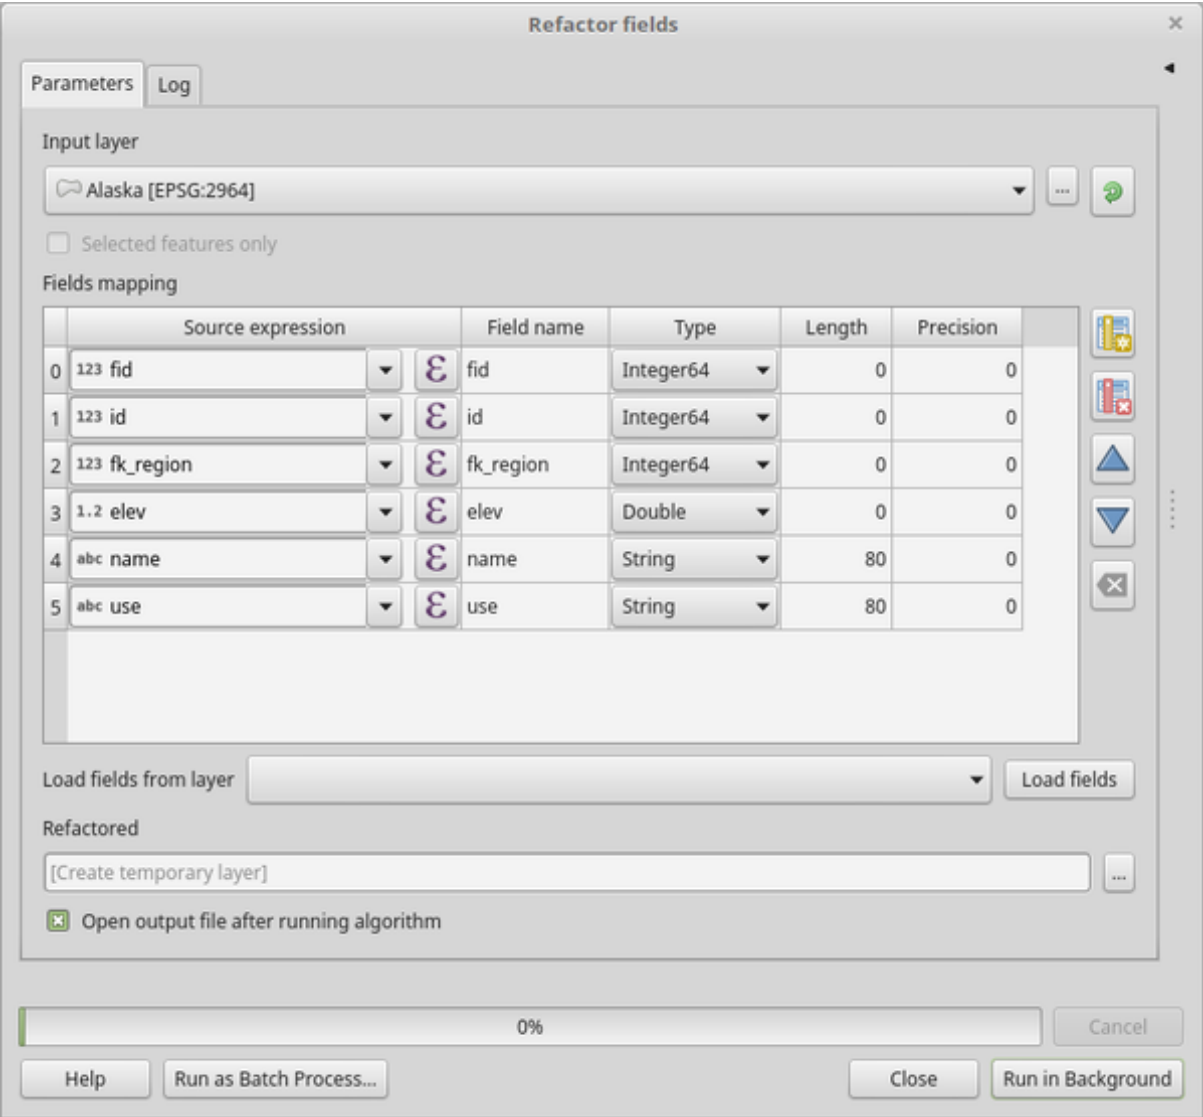 Refactor fields
Parameters Log
Input layer
Alaska [EPSG:2964] ...
Selected features only
Fields mapping
Source expression Field name Type Length Precision
0 123 fid ε fid Integer64 0 0
1 123 id ε id Integer64 0 0
2 123 fk_region ε fk_region Integer64 0 0
3 1.2 elev ε elev Double 0 0
4 abc name ε name String 80 0
5 abc use ε use String 80 0
Load fields from layer Load fields
Refactored
[Create temporary layer] ...
Open output file after running algorithm
0% Cancel
Help Run as Batch Process... Close Run in Background